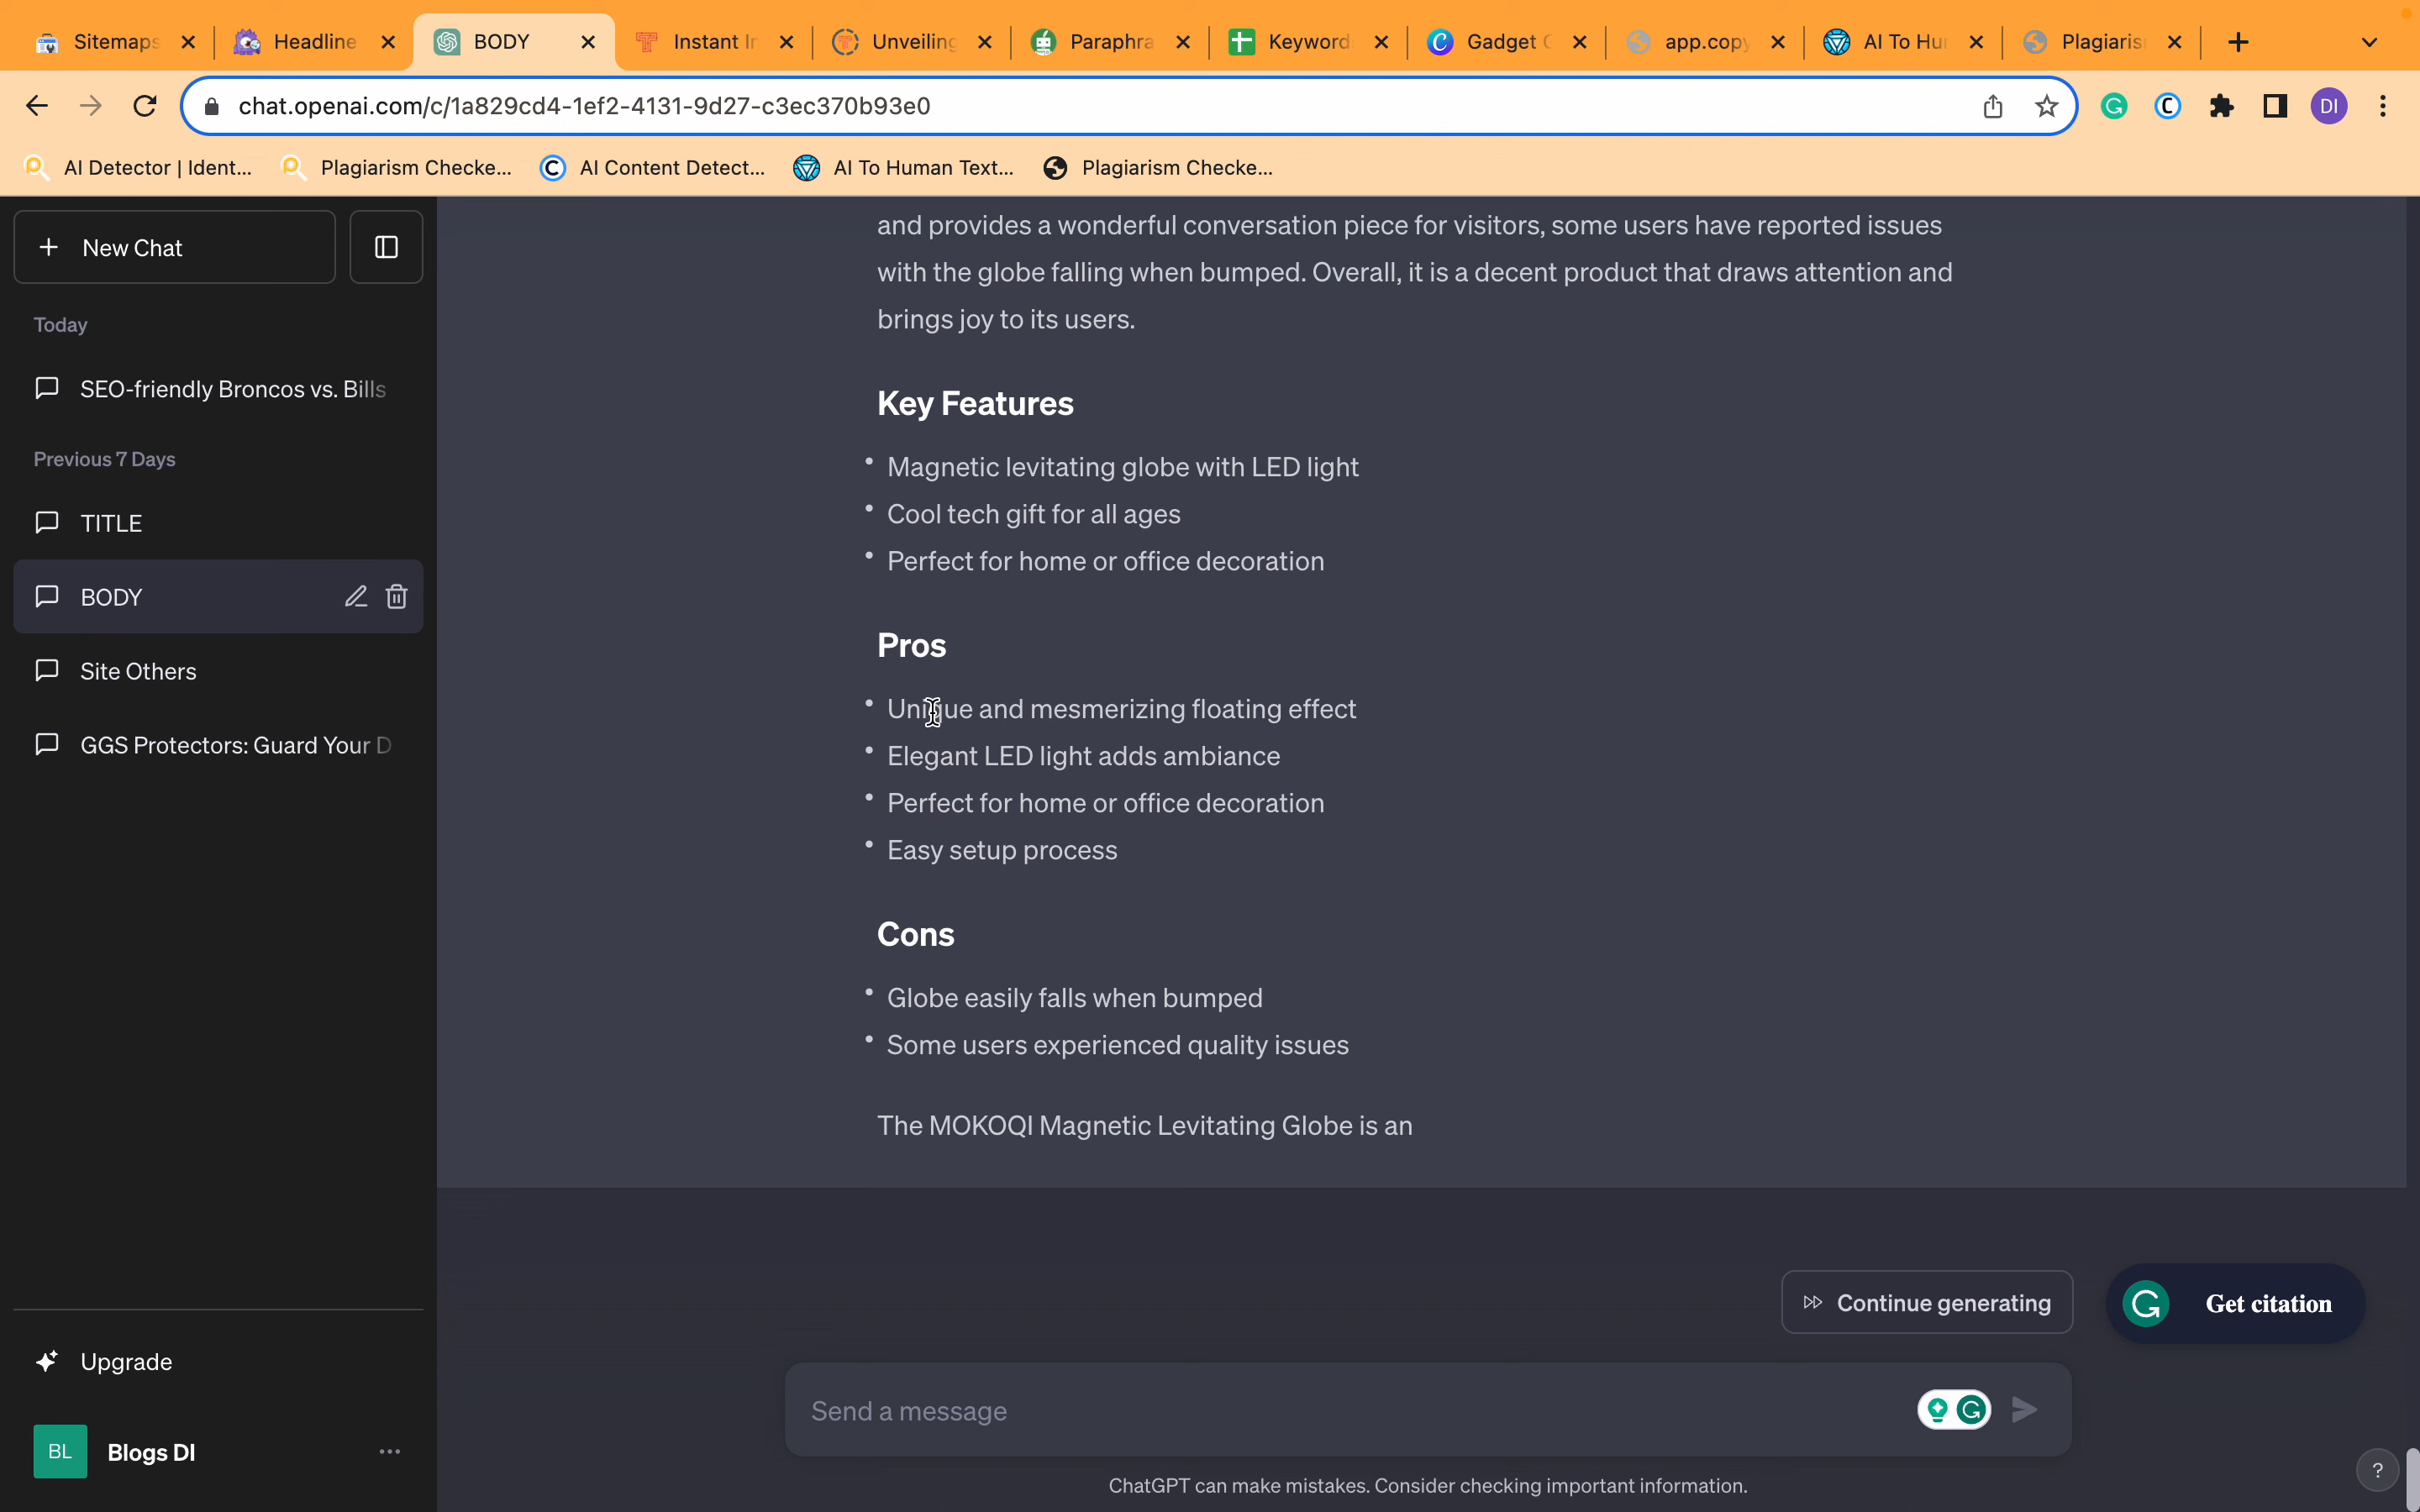 Sitemaps
Headline
BODY
Instant Ir
Unveiling
Paraphra
Keyword
Gadget
app.copy
AI To Hu
Plagiaris
chat.openai.com/c/1a829cd4-1ef2-4131-9d27-c3ec370b93e0
DI
AI Detector | Ident...
Plagiarism Checke...
AI Content Detect...
AI To Human Text...
Plagiarism Checke...
New Chat
Today
SEO-friendly Broncos vs. Bills
Previous 7 Days
TITLE
BODY
Site Others
GGS Protectors: Guard Your D
Upgrade
BL
Blogs DI
and provides a wonderful conversation piece for visitors, some users have reported issues
with the globe falling when bumped. Overall, it is a decent product that draws attention and
brings joy to its users.
Key Features
• Magnetic levitating globe with LED light
• Cool tech gift for all ages
• Perfect for home or office decoration
Pros
• Unique and mesmerizing floating effect
• Elegant LED light adds ambiance
• Perfect for home or office decoration
• Easy setup process
Cons
• Globe easily falls when bumped
• Some users experienced quality issues
The MOKOQI Magnetic Levitating Globe is an
Continue generating
Get citation
Send a message
ChatGPT can make mistakes. Consider checking important information.
?